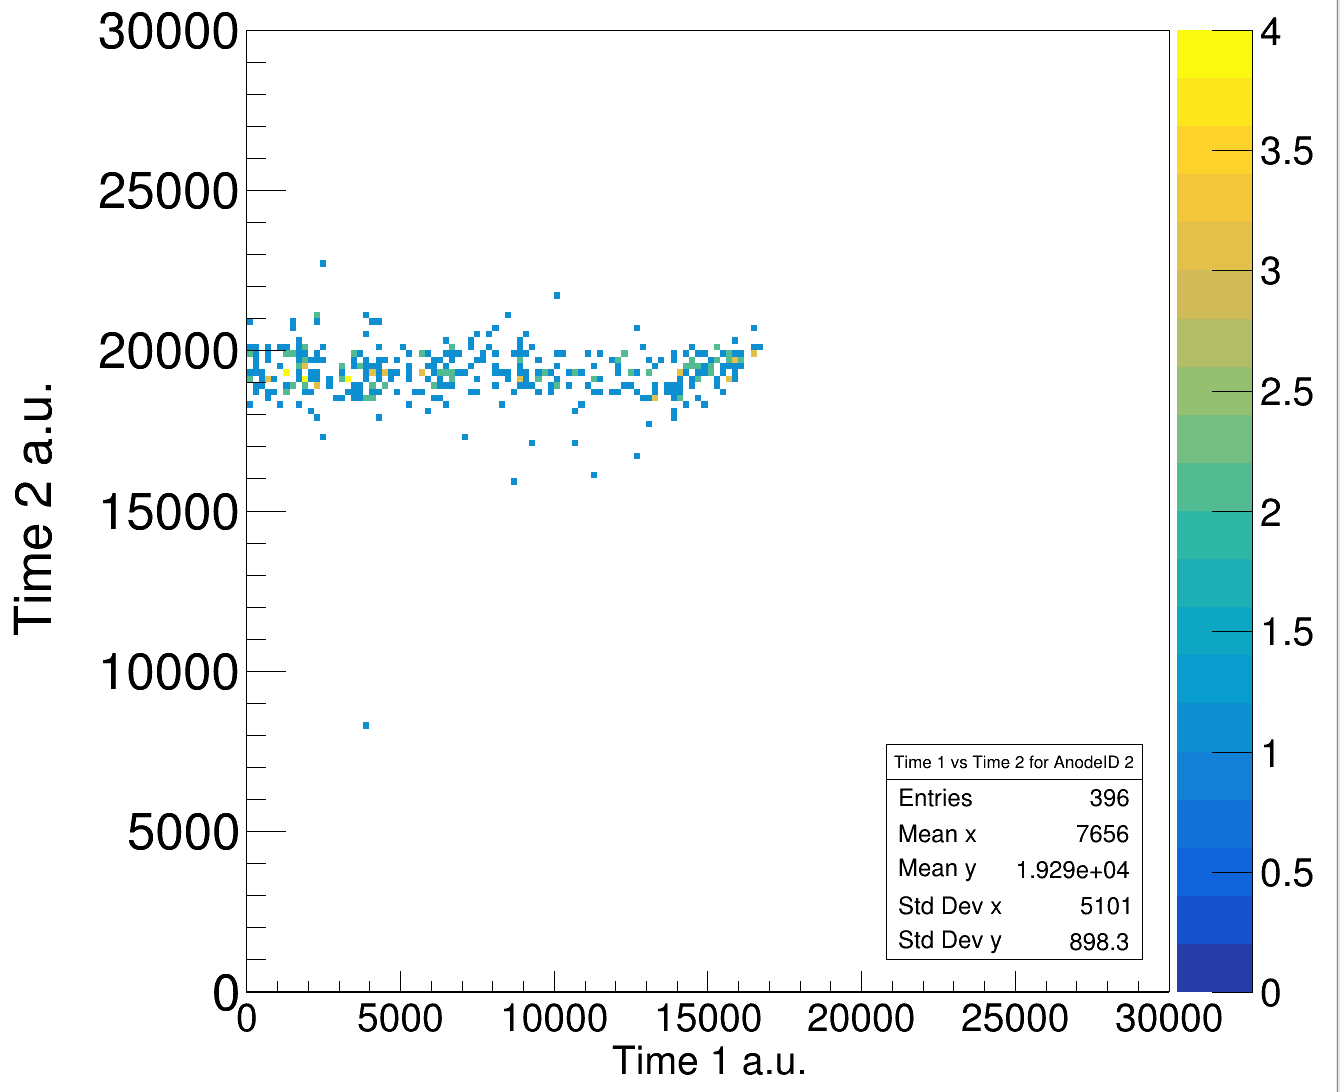 30000
25000
20000
15000
10000
5000
0
Time 2 a.u.
0 5000 10000 15000 20000 25000 30000
Time 1 a.u.
4
3.5
3
2.5
2
1.5
1
0.5
0
Time 1 vs Time 2 for AnodeID 2
Entries 396
Mean x 7656
Mean y 1.929e+04
Std Dev x 5101
Std Dev y 898.3